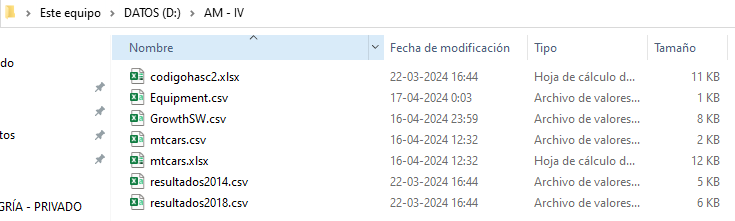 Este equipo > DATOS (D:) > AM - IV
Nombre Fecha de modificación Tipo Tamaño
codigohasc2.xlsx 22-03-2024 16:44 Hoja de cálculo d... 11 KB
Equipment.csv 17-04-2024 0:03 Archivo de valores... 1 KB
GrowthSW.csv 16-04-2024 23:59 Archivo de valores... 8 KB
mtcars.csv 16-04-2024 12:32 Archivo de valores... 2 KB
mtcars.xlsx 16-04-2024 12:32 Hoja de cálculo d... 12 KB
resultados2014.csv 22-03-2024 16:44 Archivo de valores... 5 KB
resultados2018.csv 22-03-2024 16:44 Archivo de valores... 6 KB
do
tos
GRÍA - PRIVADO